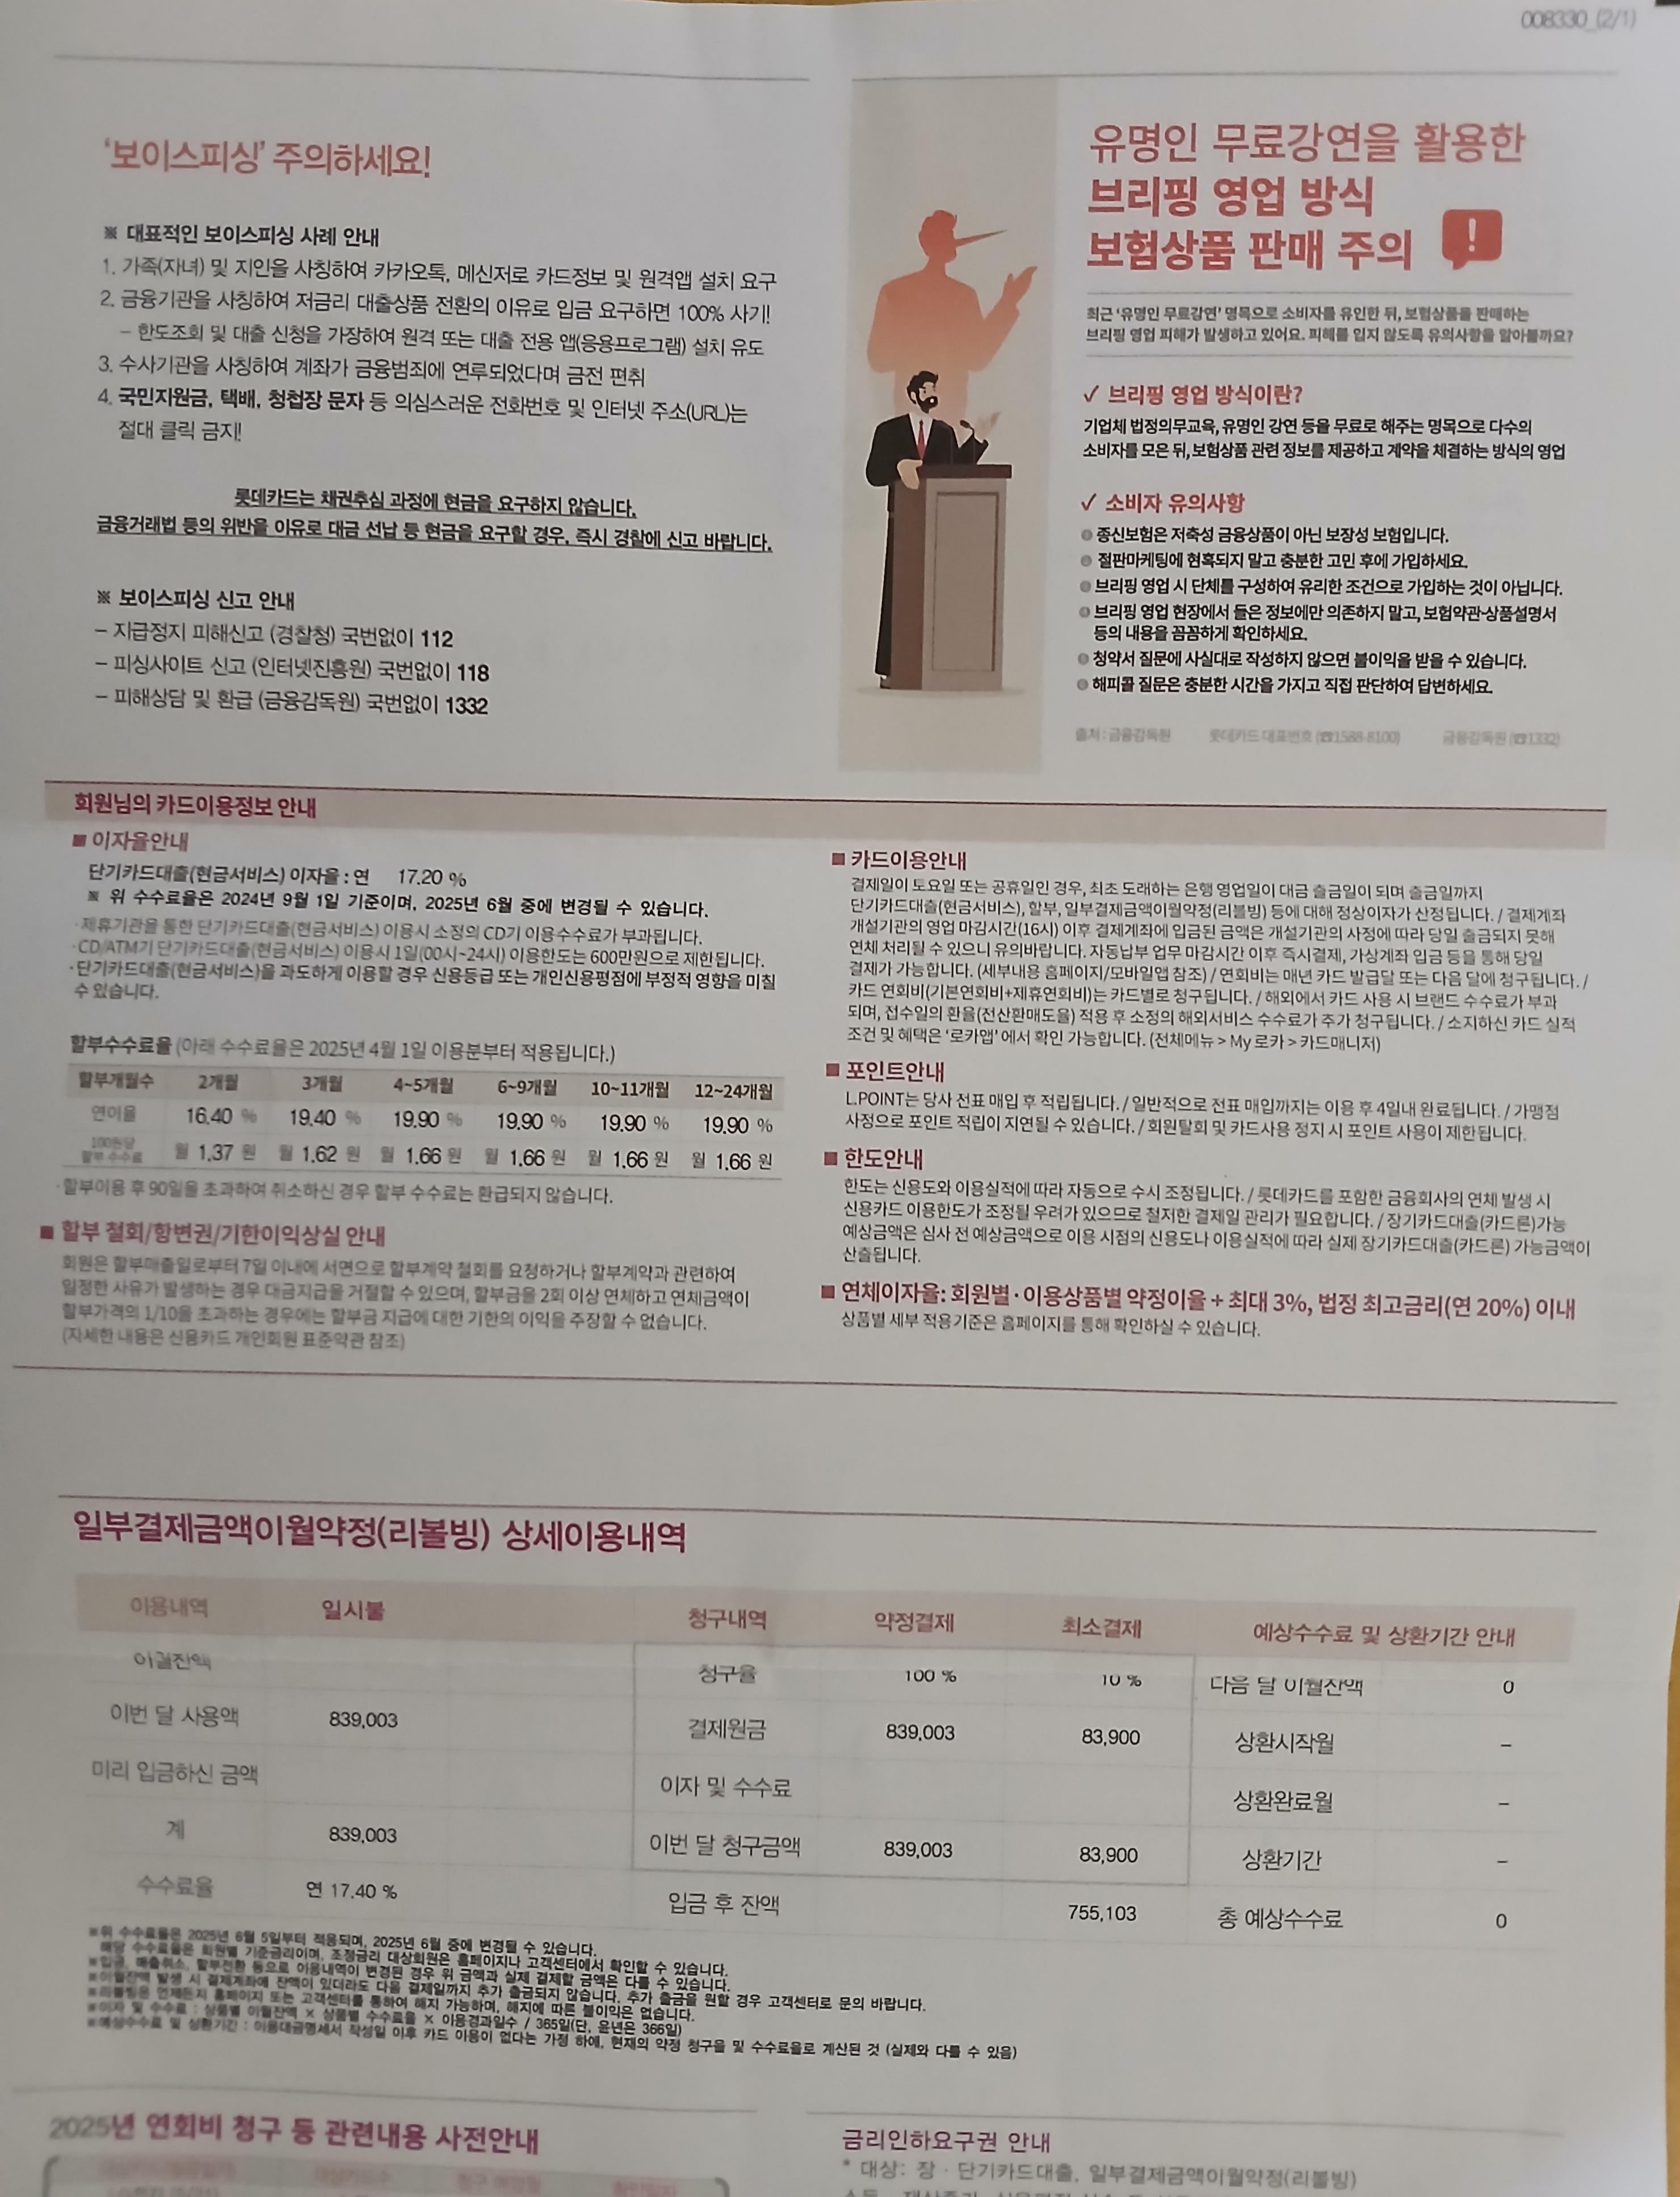 008330_(2/1)
'보이스피싱' 주의하세요!
※ 대표적인 보이스피싱 사례 안내
1. 가족(자녀) 및 지인을 사칭하여 카카오톡, 메신저로 카드정보 및 원격앱 설치 요구
2. 금융기관을 사칭하여 저금리 대출상품 전환의 이유로 입금 요구하면 100% 사기!
– 한도조회 및 대출 신청을 가장하여 원격 또는 대출 전용 앱(응용프로그램) 설치 유도
3. 수사기관을 사칭하여 계좌가 금융범죄에 연루되었다며 금전 편취
4. 국민지원금, 택배, 청첩장 문자 등 의심스러운 전화번호 및 인터넷 주소(URL)는
절대 클릭 금지!
롯데카드는 채권추심 과정에 현금을 요구하지 않습니다.
금융거래법 등의 위반을 이유로 대금 선납 등 현금을 요구할 경우, 즉시 경찰에 신고 바랍니다.
※ 보이스피싱 신고 안내
– 지급정지 피해신고 (경찰청) 국번없이 112
– 피싱사이트 신고 (인터넷진흥원) 국번없이 118
– 피해상담 및 환급 (금융감독원) 국번없이 1332
유명인 무료강연을 활용한
브리핑 영업 방식
보험상품 판매 주의 !
최근 '유명인 무료강연' 명목으로 소비자를 유인한 뒤, 보험상품을 판매하는
브리핑 영업 피해가 발생하고 있어요. 피해를 입지 않도록 유의사항을 알아볼까요?
✓ 브리핑 영업 방식이란?
기업체 법정의무교육, 유명인 강연 등을 무료로 해주는 명목으로 다수의
소비자를 모은 뒤, 보험상품 관련 정보를 제공하고 계약을 체결하는 방식의 영업
✓ 소비자 유의사항
종신보험은 저축성 금융상품이 아닌 보장성 보험입니다.
절판마케팅에 현혹되지 말고 충분한 고민 후에 가입하세요.
브리핑 영업 시 단체를 구성하여 유리한 조건으로 가입하는 것이 아닙니다.
브리핑 영업 현장에서 들은 정보에만 의존하지 말고, 보험약관·상품설명서
등의 내용을 꼼꼼하게 확인하세요.
청약서 질문에 사실대로 작성하지 않으면 불이익을 받을 수 있습니다.
해피콜 질문은 충분한 시간을 가지고 직접 판단하여 답변하세요.
출처 : 금융감독원 롯데카드 대표번호 (☎1588-8100) 금융감독원 (☎1332)
회원님의 카드이용정보 안내
■ 이자율안내
단기카드대출(현금서비스) 이자율 : 연 17.20 %
※ 위 수수료율은 2024년 9월 1일 기준이며, 2025년 6월 중에 변경될 수 있습니다.
·제휴기관을 통한 단기카드대출(현금서비스) 이용시 소정의 CD기 이용수수료가 부과됩니다.
·CD/ATM기 단기카드대출(현금서비스) 이용시 1일(00시~24시) 이용한도는 600만원으로 제한됩니다.
·단기카드대출(현금서비스)을 과도하게 이용할 경우 신용등급 또는 개인신용평점에 부정적 영향을 미칠
수 있습니다.
할부수수료율 (아래 수수료율은 2025년 4월 1일 이용분부터 적용됩니다.)
할부개월수 2개월 3개월 4~5개월 6~9개월 10~11개월 12~24개월
연이율 16.40 % 19.40 % 19.90 % 19.90 % 19.90 % 19.90 %
100원당
할부 수수료 월 1.37 원 월 1.62 원 월 1.66 원 월 1.66 원 월 1.66 원 월 1.66 원
·할부이용 후 90일을 초과하여 취소하신 경우 할부 수수료는 환급되지 않습니다.
■ 할부 철회/항변권/기한이익상실 안내
회원은 할부매출일로부터 7일 이내에 서면으로 할부계약 철회를 요청하거나 할부계약과 관련하여
일정한 사유가 발생하는 경우 대금지급을 거절할 수 있으며, 할부금을 2회 이상 연체하고 연체금액이
할부가격의 1/10을 초과하는 경우에는 할부금 지급에 대한 기한의 이익을 주장할 수 없습니다.
(자세한 내용은 신용카드 개인회원 표준약관 참조)
■ 카드이용안내
결제일이 토요일 또는 공휴일인 경우, 최초 도래하는 은행 영업일이 대금 출금일이 되며 출금일까지
단기카드대출(현금서비스), 할부, 일부결제금액이월약정(리볼빙) 등에 대해 정상이자가 산정됩니다. / 결제계좌
개설기관의 영업 마감시간(16시) 이후 결제계좌에 입금된 금액은 개설기관의 사정에 따라 당일 출금되지 못해
연체 처리될 수 있으니 유의바랍니다. 자동납부 업무 마감시간 이후 즉시결제, 가상계좌 입금 등을 통해 당일
결제가 가능합니다. (세부내용 홈페이지/모바일앱 참조) / 연회비는 매년 카드 발급달 또는 다음 달에 청구됩니다. /
카드 연회비(기본연회비+제휴연회비)는 카드별로 청구됩니다. / 해외에서 카드 사용 시 브랜드 수수료가 부과
되며, 접수일의 환율(전산환매도율) 적용 후 소정의 해외서비스 수수료가 추가 청구됩니다. / 소지하신 카드 실적
조건 및 혜택은 '로카앱' 에서 확인 가능합니다. (전체메뉴 > My 로카 > 카드매니저)
■ 포인트안내
L.POINT는 당사 전표 매입 후 적립됩니다. / 일반적으로 전표 매입까지는 이용 후 4일내 완료됩니다. / 가맹점
사정으로 포인트 적립이 지연될 수 있습니다. / 회원탈회 및 카드사용 정지 시 포인트 사용이 제한됩니다.
■ 한도안내
한도는 신용도와 이용실적에 따라 자동으로 수시 조정됩니다. / 롯데카드를 포함한 금융회사의 연체 발생 시
신용카드 이용한도가 조정될 우려가 있으므로 철저한 결제일 관리가 필요합니다. / 장기카드대출(카드론)가능
예상금액은 심사 전 예상금액으로 이용 시점의 신용도나 이용실적에 따라 실제 장기카드대출(카드론) 가능금액이
산출됩니다.
■ 연체이자율: 회원별 · 이용상품별 약정이율 + 최대 3%, 법정 최고금리(연 20%) 이내
상품별 세부 적용기준은 홈페이지를 통해 확인하실 수 있습니다.
일부결제금액이월약정(리볼빙) 상세이용내역
이용내역 일시불 청구내역 약정결제 최소결제 예상수수료 및 상환기간 안내
이월잔액 청구율 100 % 10 % 다음 달 이월잔액 0
이번 달 사용액 839,003 결제원금 839,003 83,900 상환시작월 –
미리 입금하신 금액 이자 및 수수료 상환완료월 –
계 839,003 이번 달 청구금액 839,003 83,900 상환기간 –
수수료율 연 17.40 % 입금 후 잔액 755,103 총 예상수수료 0
※위 수수료율은 2025년 6월 5일부터 적용되며, 2025년 6월 중에 변경될 수 있습니다.
해당 수수료율은 회원별 기준금리이며, 조정금리 대상회원은 홈페이지나 고객센터에서 확인할 수 있습니다.
※입금, 매출취소, 할부전환 등으로 이용내역이 변경된 경우 위 금액과 실제 결제할 금액은 다를 수 있습니다.
※이월잔액 발생 시 결제계좌에 잔액이 있더라도 다음 결제일까지 추가 출금되지 않습니다. 추가 출금을 원할 경우 고객센터로 문의 바랍니다.
※리볼빙은 언제든지 홈페이지 또는 고객센터를 통하여 해지 가능하며, 해지에 따른 불이익은 없습니다.
※이자 및 수수료 : 상품별 이월잔액 × 상품별 수수료율 × 이용경과일수 / 365일(단, 윤년은 366일)
※예상수수료 및 상환기간 : 이용대금명세서 작성일 이후 카드 이용이 없다는 가정 하에, 현재의 약정 청구율 및 수수료율로 계산된 것 (실제와 다를 수 있음)
2025년 연회비 청구 등 관련내용 사전안내
금리인하요구권 안내
* 대상: 장 · 단기카드대출, 일부결제금액이월약정(리볼빙)